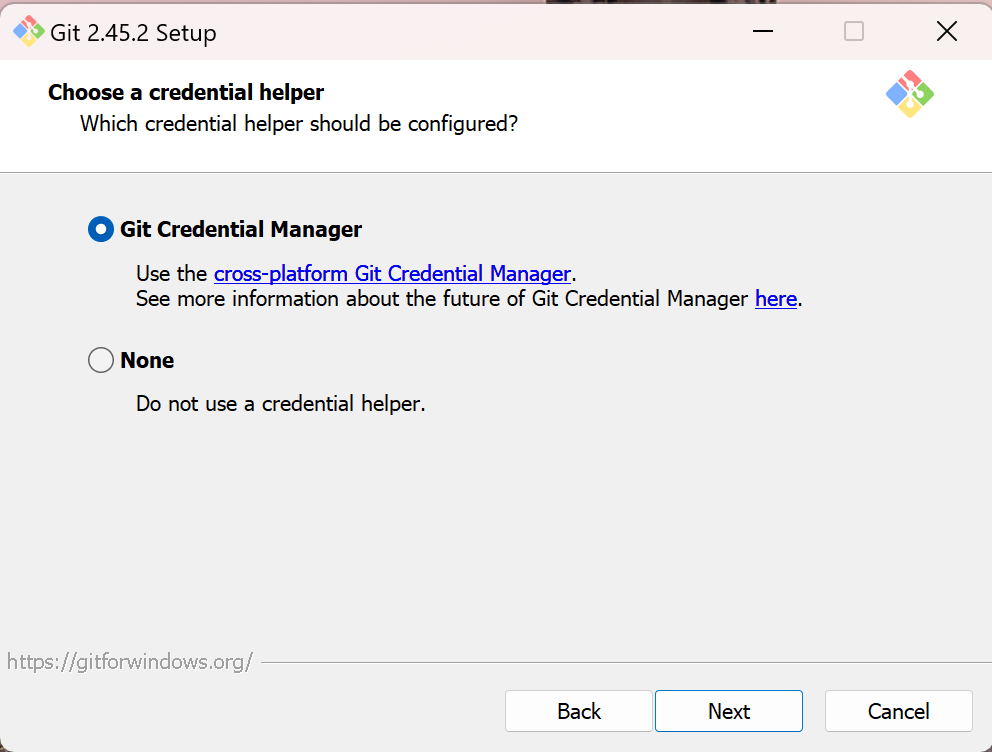 Git 2.45.2 Setup
Choose a credential helper
Which credential helper should be configured?
Git Credential Manager
Use the cross-platform Git Credential Manager.
See more information about the future of Git Credential Manager here.
None
Do not use a credential helper.
https://gitforwindows.org/
Back
Next
Cancel